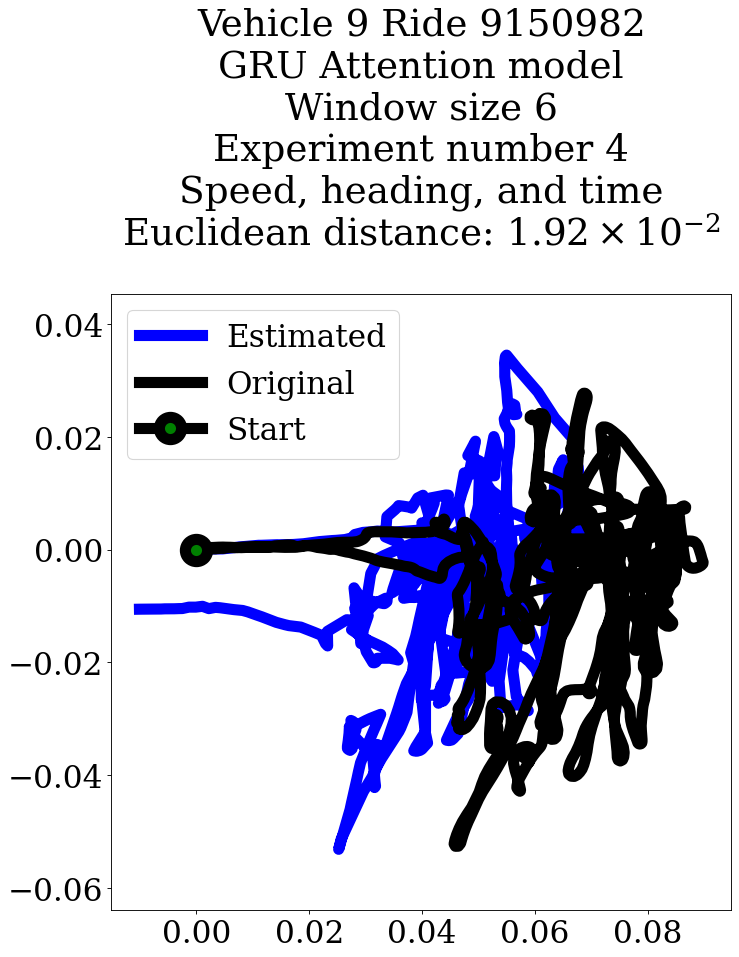 Vehicle 9 Ride 9150982
GRU Attention model
Window size 6
Experiment number 4
Speed, heading, and time
Euclidean distance: 1.92 × 10⁻²
Estimated
Original
Start
0.04
0.02
0.00
−0.02
−0.04
−0.06
0.00 0.02 0.04 0.06 0.08